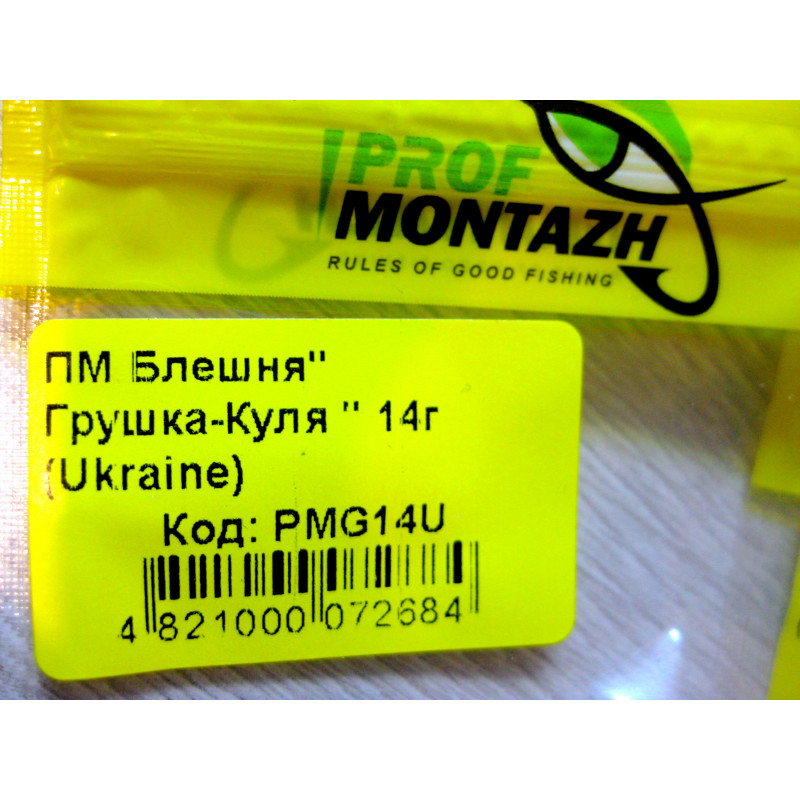 PROF
MONTAZH
RULES OF GOOD FISHING
ПМ Блешня"
Грушка-Куля " 14г
(Ukraine)
Код: PMG14U
4 821000 072684